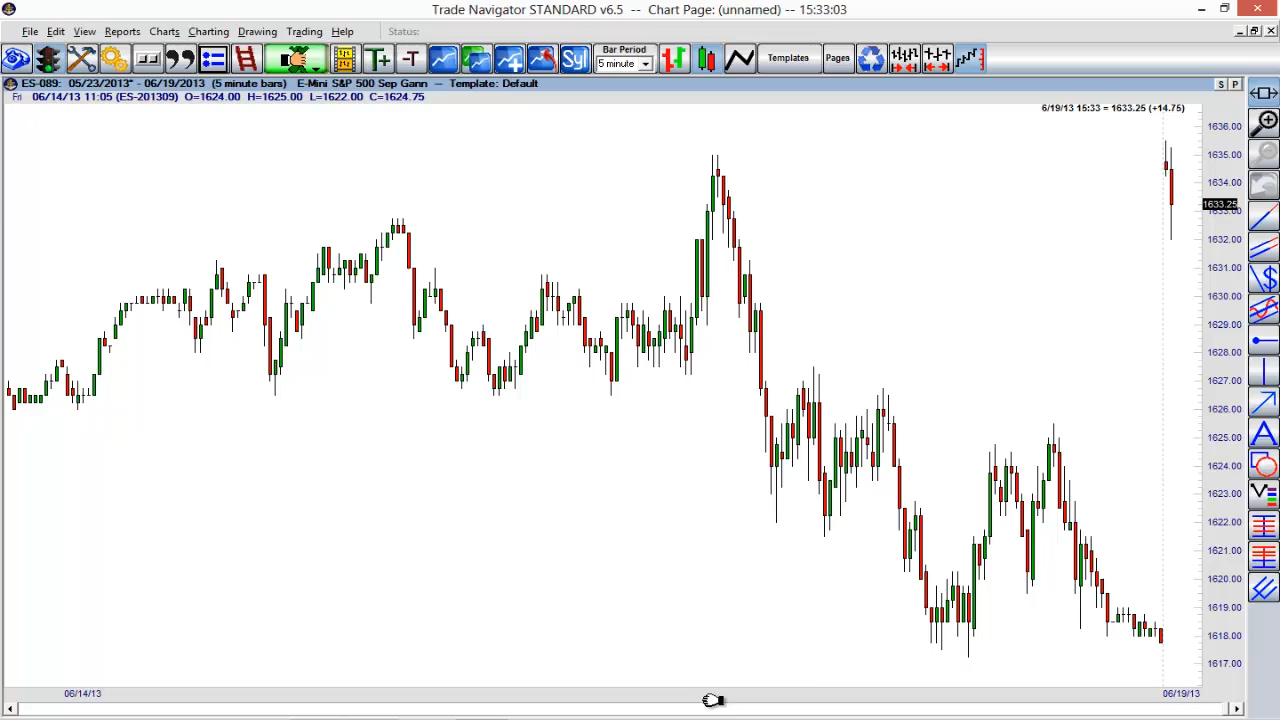 Trade Navigator STANDARD v6.5 -- Chart Page: (unnamed) -- 15:33:03
File Edit View Reports Charts Charting Drawing Trading Help Status:
Bar Period
5 minute
Templates
Pages
Syl
ES-089: 05/23/2013* - 06/19/2013 (5 minute bars) E-Mini S&P 500 Sep Gann -- Template: Default
S P
Fri 06/14/13 11:05 (ES-201309) O=1624.00 H=1625.00 L=1622.00 C=1624.75
6/19/13 15:33 = 1633.25 (+14.75)
1636.00
1635.00
1634.00
1633.25
1633.00
1632.00
1631.00
1630.00
1629.00
1628.00
1627.00
1626.00
1625.00
1624.00
1623.00
1622.00
1621.00
1620.00
1619.00
1618.00
1617.00
06/14/13
06/19/13